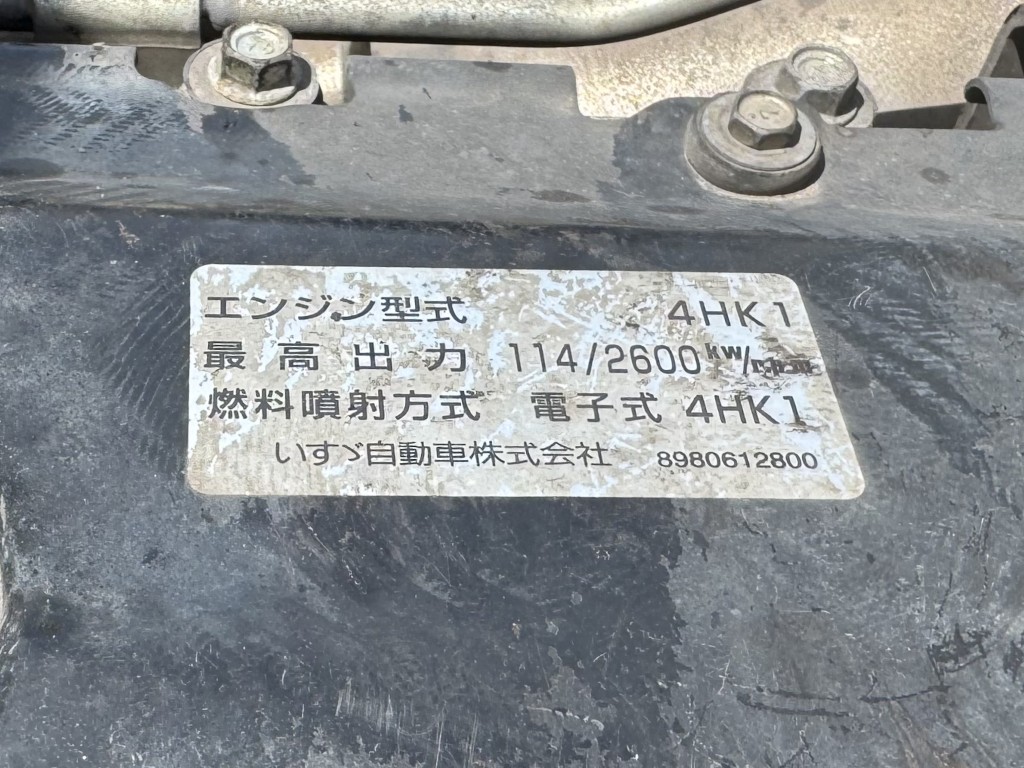 エンジン型式 4HK1
最高出力 114/2600 kW/min
燃料噴射方式 電子式 4HK1
いすゞ自動車株式会社 8980612800